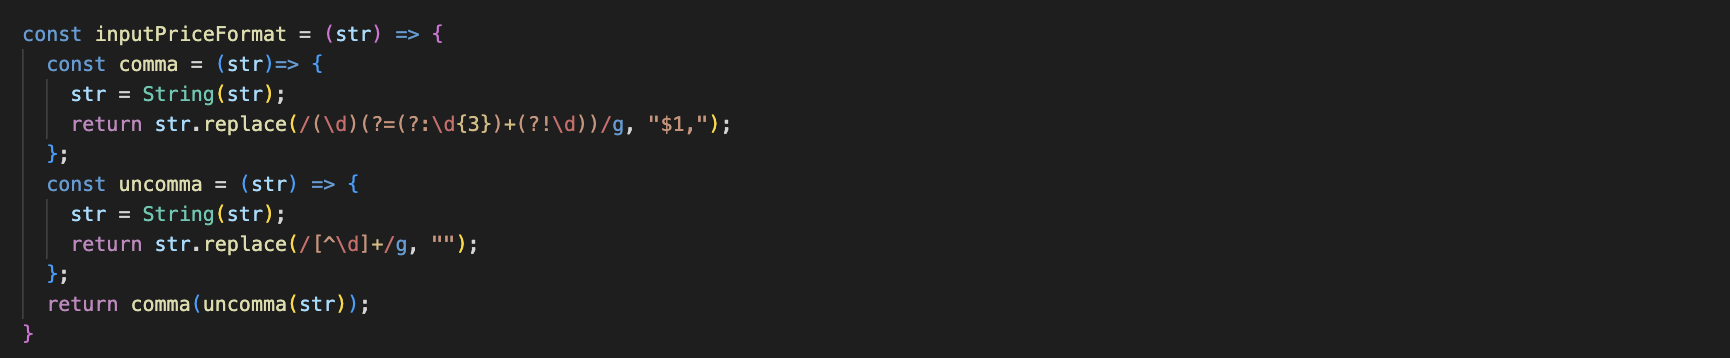 const inputPriceFormat = (str) => {
  const comma = (str)=> {
    str = String(str);
    return str.replace(/(\d)(?=(?:\d{3})+(?!\d))/g, "$1,");
  };
  const uncomma = (str) => {
    str = String(str);
    return str.replace(/[^\d]+/g, "");
  };
  return comma(uncomma(str));
}